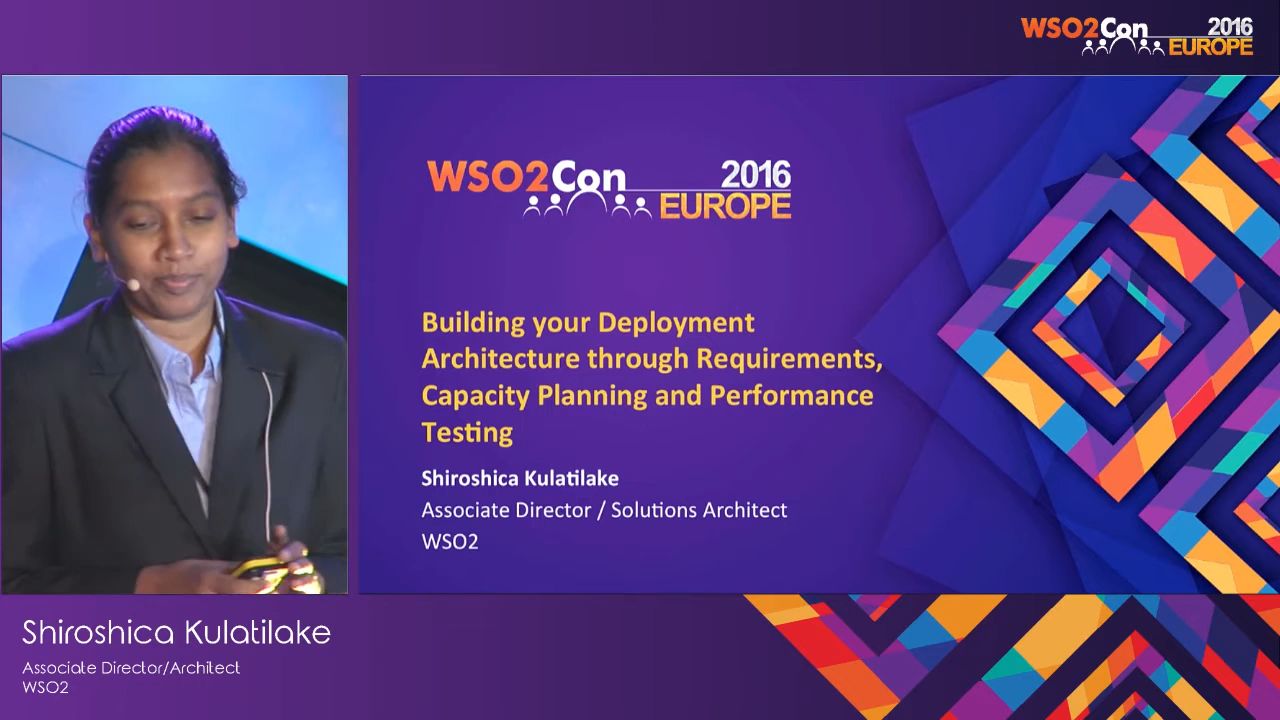 WSO2Con 2016
EUROPE
WSO2Con 2016
EUROPE
Building your Deployment
Architecture through Requirements,
Capacity Planning and Performance
Testing
Shiroshica Kulatilake
Associate Director / Solutions Architect
WSO2
Shiroshica Kulatilake
Associate Director/Architect
WSO2